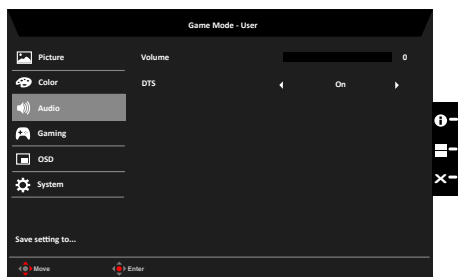 Game Mode - User
Picture
Volume 0
Color
DTS On
Audio
Gaming
OSD
System
Save setting to...
Move Enter